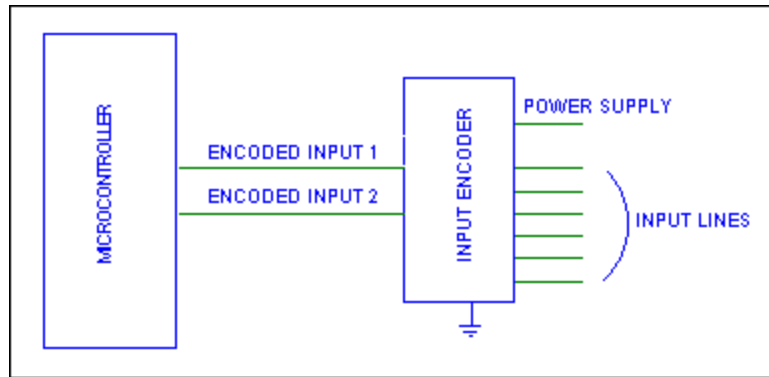 MICROCONTROLLER
ENCODED INPUT 1
ENCODED INPUT 2
INPUT ENCODER
POWER SUPPLY
INPUT LINES